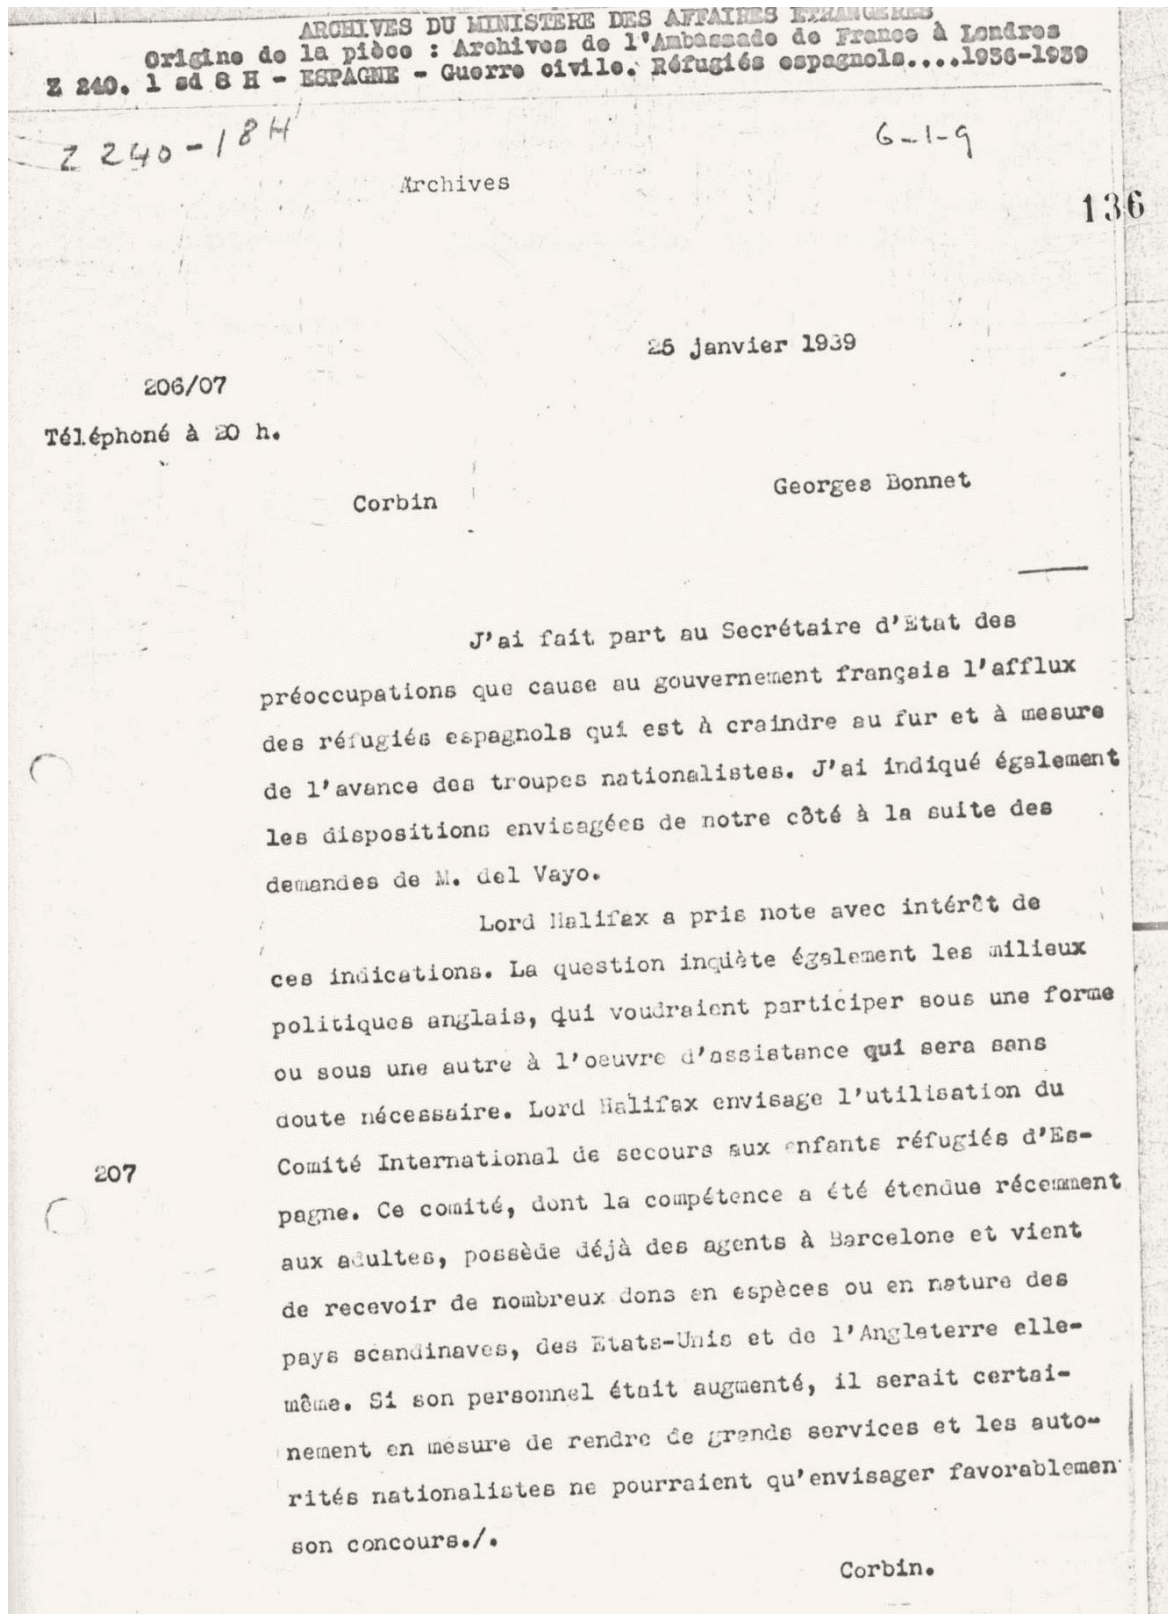 ARCHIVES DU MINISTERE DES AFFAIRES ETRANGERES
Origine de la pièce : Archives de l'Ambassade de France à Londres
Z 240. 1 sd 8 H - ESPAGNE - Guerre civile. Réfugiés espagnols....1936-1939
Z 240-18H
6-1-9
Archives
136
25 janvier 1939
206/07
Téléphoné à 20 h.
Georges Bonnet
Corbin
J'ai fait part au Secrétaire d'Etat des
préoccupations que cause au gouvernement français l'afflux
des réfugiés espagnols qui est à craindre au fur et à mesure
de l'avance des troupes nationalistes. J'ai indiqué également
les dispositions envisagées de notre côté à la suite des
demandes de M. del Vayo.
Lord Halifax a pris note avec intérêt de
ces indications. La question inquiète également les milieux
politiques anglais, qui voudraient participer sous une forme
ou sous une autre à l'oeuvre d'assistance qui sera sans
doute nécessaire. Lord Halifax envisage l'utilisation du
207 Comité International de secours aux enfants réfugiés d'Es-
pagne. Ce comité, dont la compétence a été étendue récemment
aux adultes, possède déjà des agents à Barcelone et vient
de recevoir de nombreux dons en espèces ou en nature des
pays scandinaves, des Etats-Unis et de l'Angleterre elle-
même. Si son personnel était augmenté, il serait certai-
nement en mesure de rendre de grands services et les auto-
rités nationalistes ne pourraient qu'envisager favorablemen
son concours./.
Corbin.